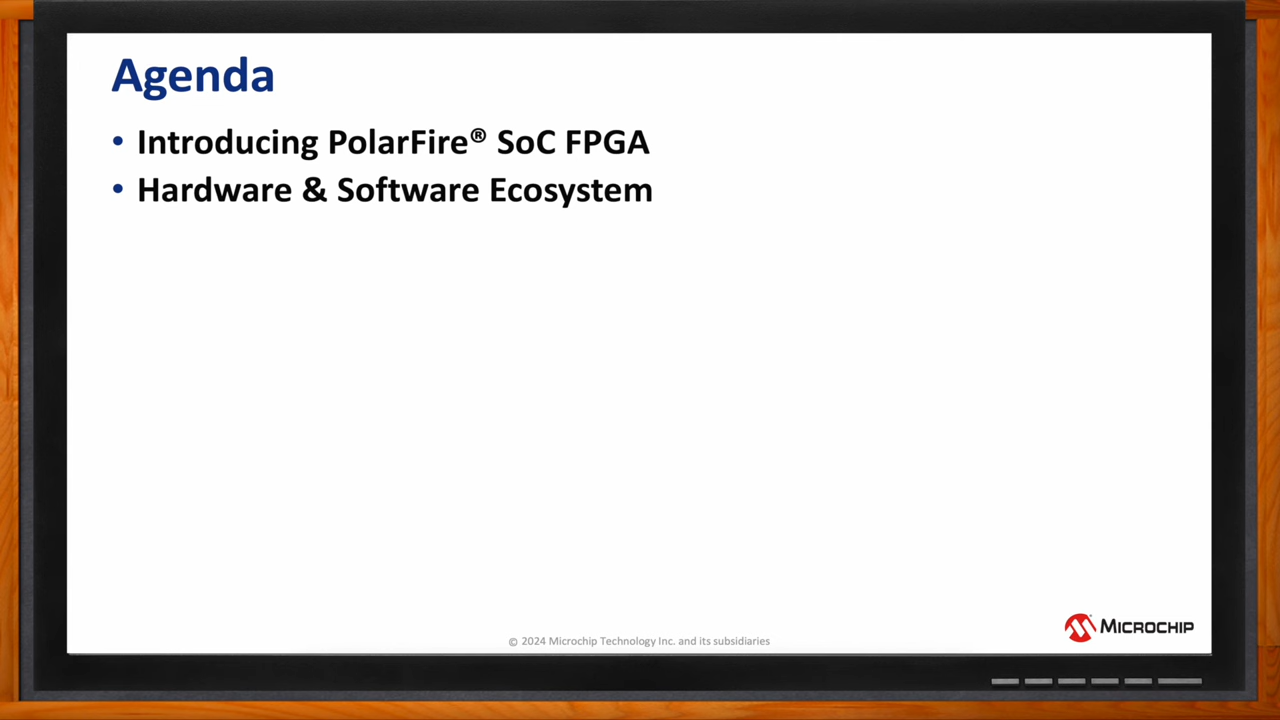 Agenda
• Introducing PolarFire® SoC FPGA
• Hardware & Software Ecosystem
MICROCHIP
© 2024 Microchip Technology Inc. and its subsidiaries